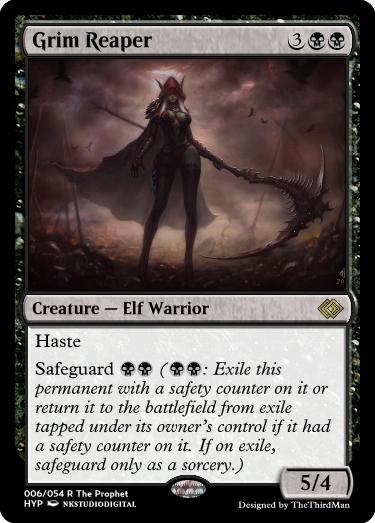 Grim Reaper 3
Creature — Elf Warrior
Haste
Safeguard (: Exile this
permanent with a safety counter on it or
return it to the battlefield from exile
tapped under its owner's control if it had
a safety counter on it. If on exile,
safeguard only as a sorcery.)
5/4
006/054 R The Prophet
HYP NKSTUDIODIGITAL
Designed by TheThirdMan